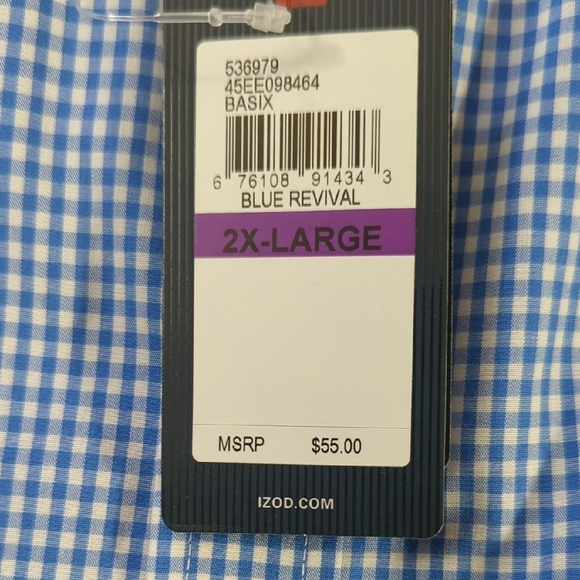 536979
45EE098464
BASIX
6 76108 91434 3
BLUE REVIVAL
2X-LARGE
MSRP $55.00
IZOD.COM